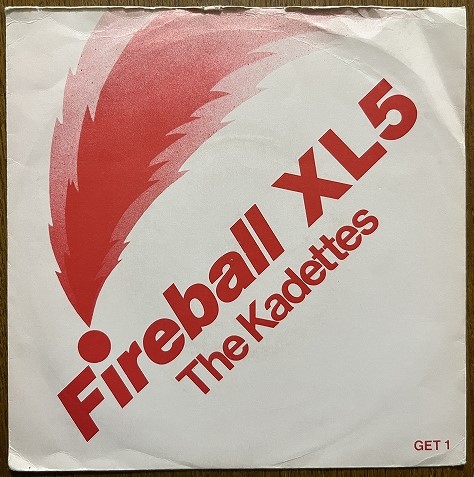 Fireball XL5
The Kadettes
GET 1